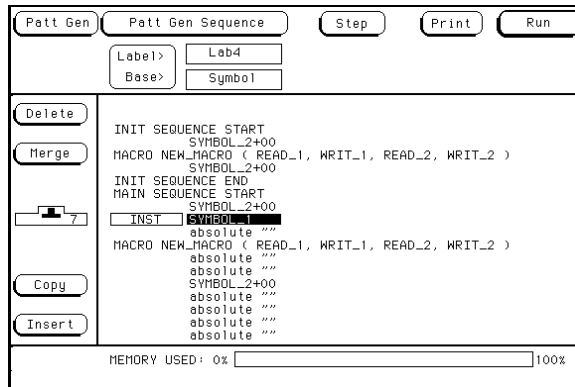 Patt Gen Patt Gen Sequence Step Print Run
Label> Lab4
Base> Symbol
Delete
INIT SEQUENCE START
SYMBOL_2+00
Merge MACRO NEW_MACRO ( READ_1, WRIT_1, READ_2, WRIT_2 )
SYMBOL_2+00
INIT SEQUENCE END
MAIN SEQUENCE START
SYMBOL_2+00
7 INST SYMBOL_1
absolute ""
MACRO NEW_MACRO ( READ_1, WRIT_1, READ_2, WRIT_2 )
absolute ""
absolute ""
Copy SYMBOL_2+00
absolute ""
absolute ""
Insert absolute ""
absolute ""
MEMORY USED: 0% 100%